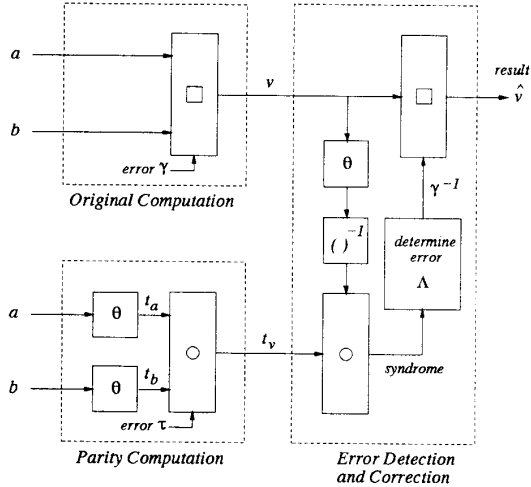 a
b
□
error γ
v
Original Computation
θ
( )⁻¹
□
result
v̂
γ⁻¹
determine
error
Λ
a
θ
t_a
b
θ
t_b
○
error τ
t_v
○
syndrome
Parity Computation
Error Detection
and Correction